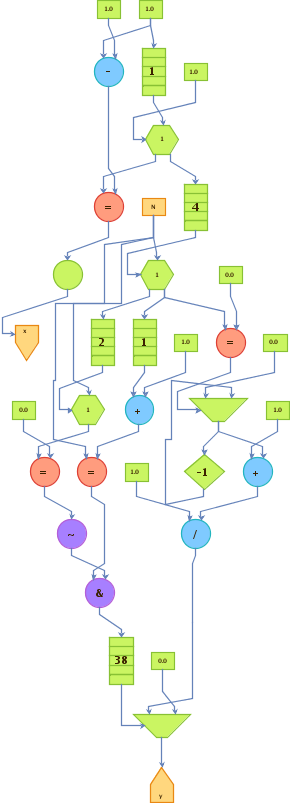 1.0 1.0
- 1 1.0
1
= N 4
1 0.0
X
2 1 1.0 = 0.0
0.0 1 + 1.0
= = 1.0 -1 +
~ /
&
38 0.0
Y